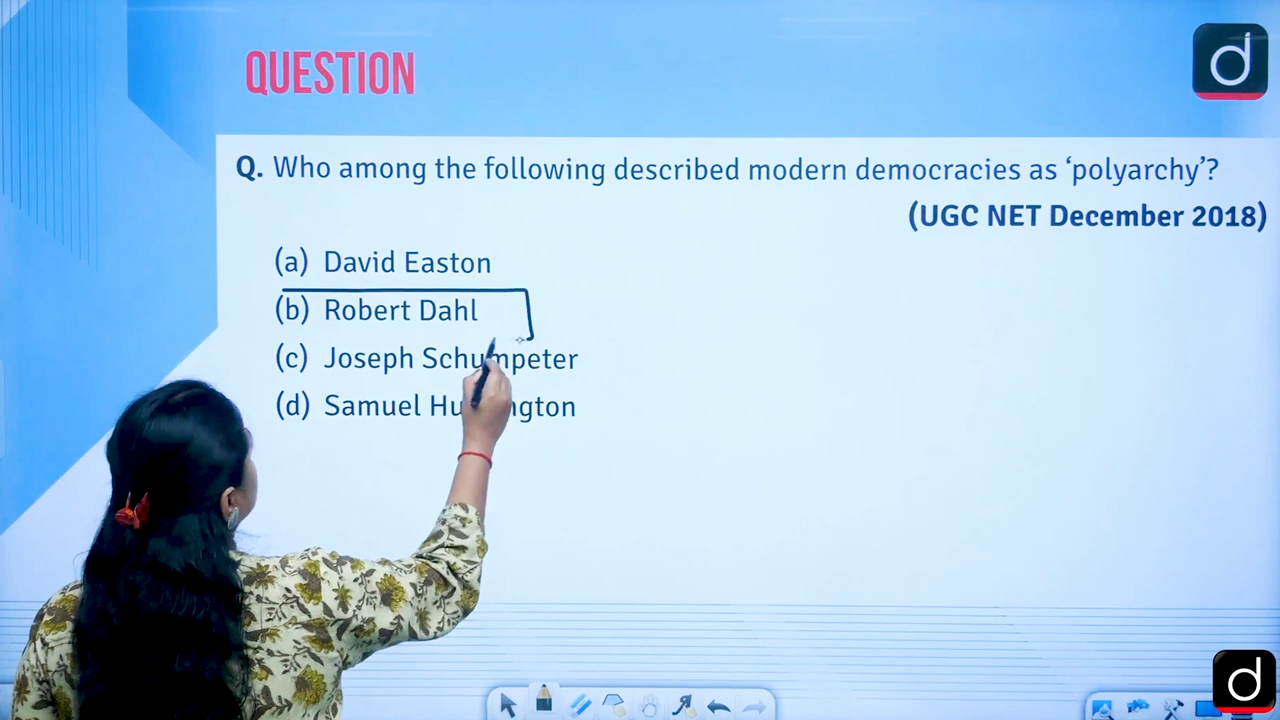 QUESTION
Q. Who among the following described modern democracies as ‘polyarchy’?
(UGC NET December 2018)
(a) David Easton
(b) Robert Dahl
(c) Joseph Schumpeter
(d) Samuel
d
d